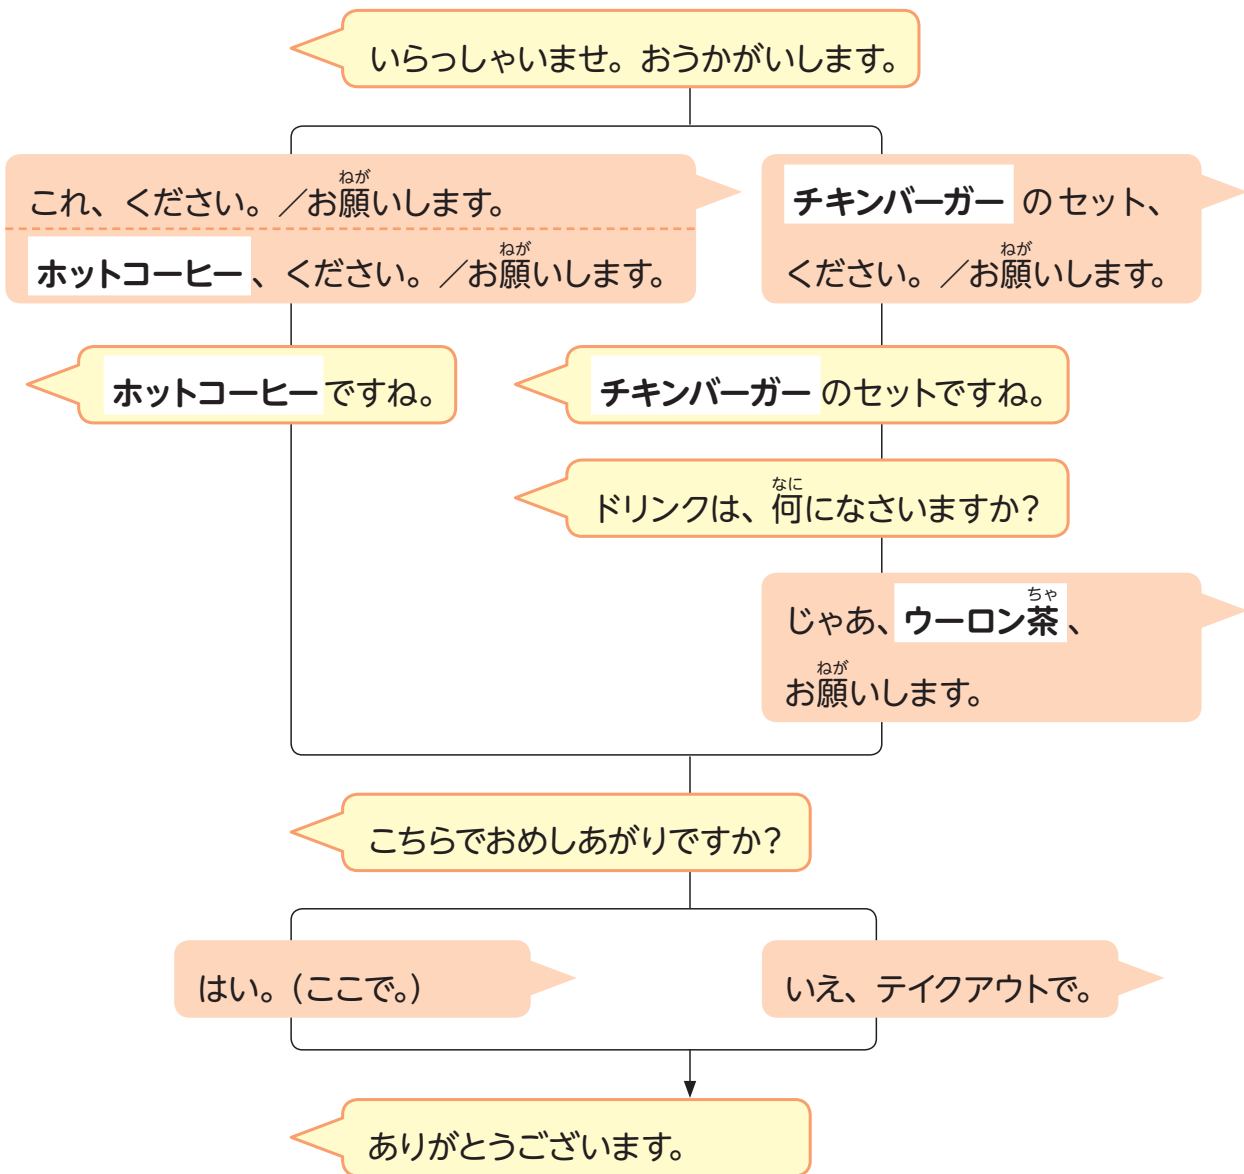 いらっしゃいませ。おうかがいします。
これ、ください。／お願いします。
ねが
ホットコーヒー、ください。／お願いします。
ねが
チキンバーガー のセット、
ください。／お願いします。
ねが
ホットコーヒーですね。
チキンバーガーのセットですね。
ドリンクは、何になさいますか？
なに
じゃあ、ウーロン茶、
ちゃ
お願いします。
ねが
こちらでおめしあがりですか？
はい。（ここで。）
いえ、テイクアウトで。
ありがとうございます。